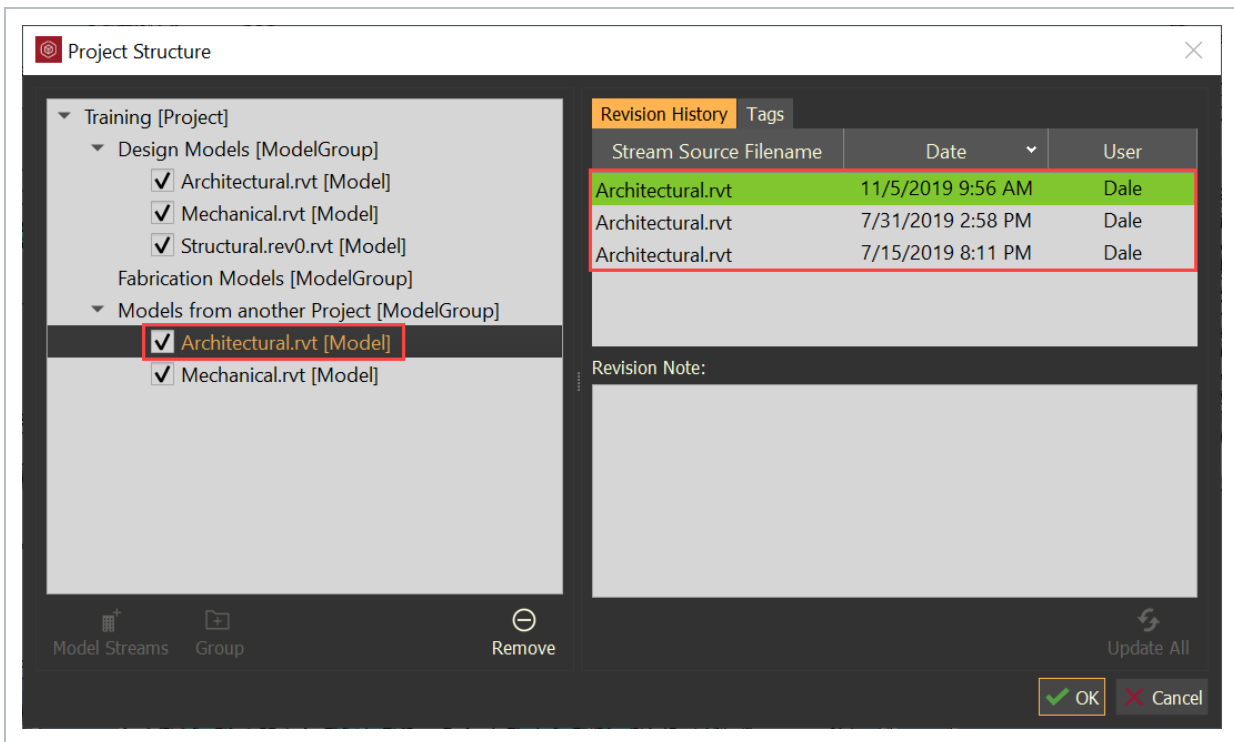 Project Structure
Training [Project]
Design Models [ModelGroup]
Architectural.rvt [Model]
Mechanical.rvt [Model]
Structural.rev0.rvt [Model]
Fabrication Models [ModelGroup]
Models from another Project [ModelGroup]
Architectural.rvt [Model]
Mechanical.rvt [Model]
Model Streams Group Remove
Revision History Tags
Stream Source Filename Date User
Architectural.rvt 11/5/2019 9:56 AM Dale
Architectural.rvt 7/31/2019 2:58 PM Dale
Architectural.rvt 7/15/2019 8:11 PM Dale
Revision Note:
Update All
OK Cancel